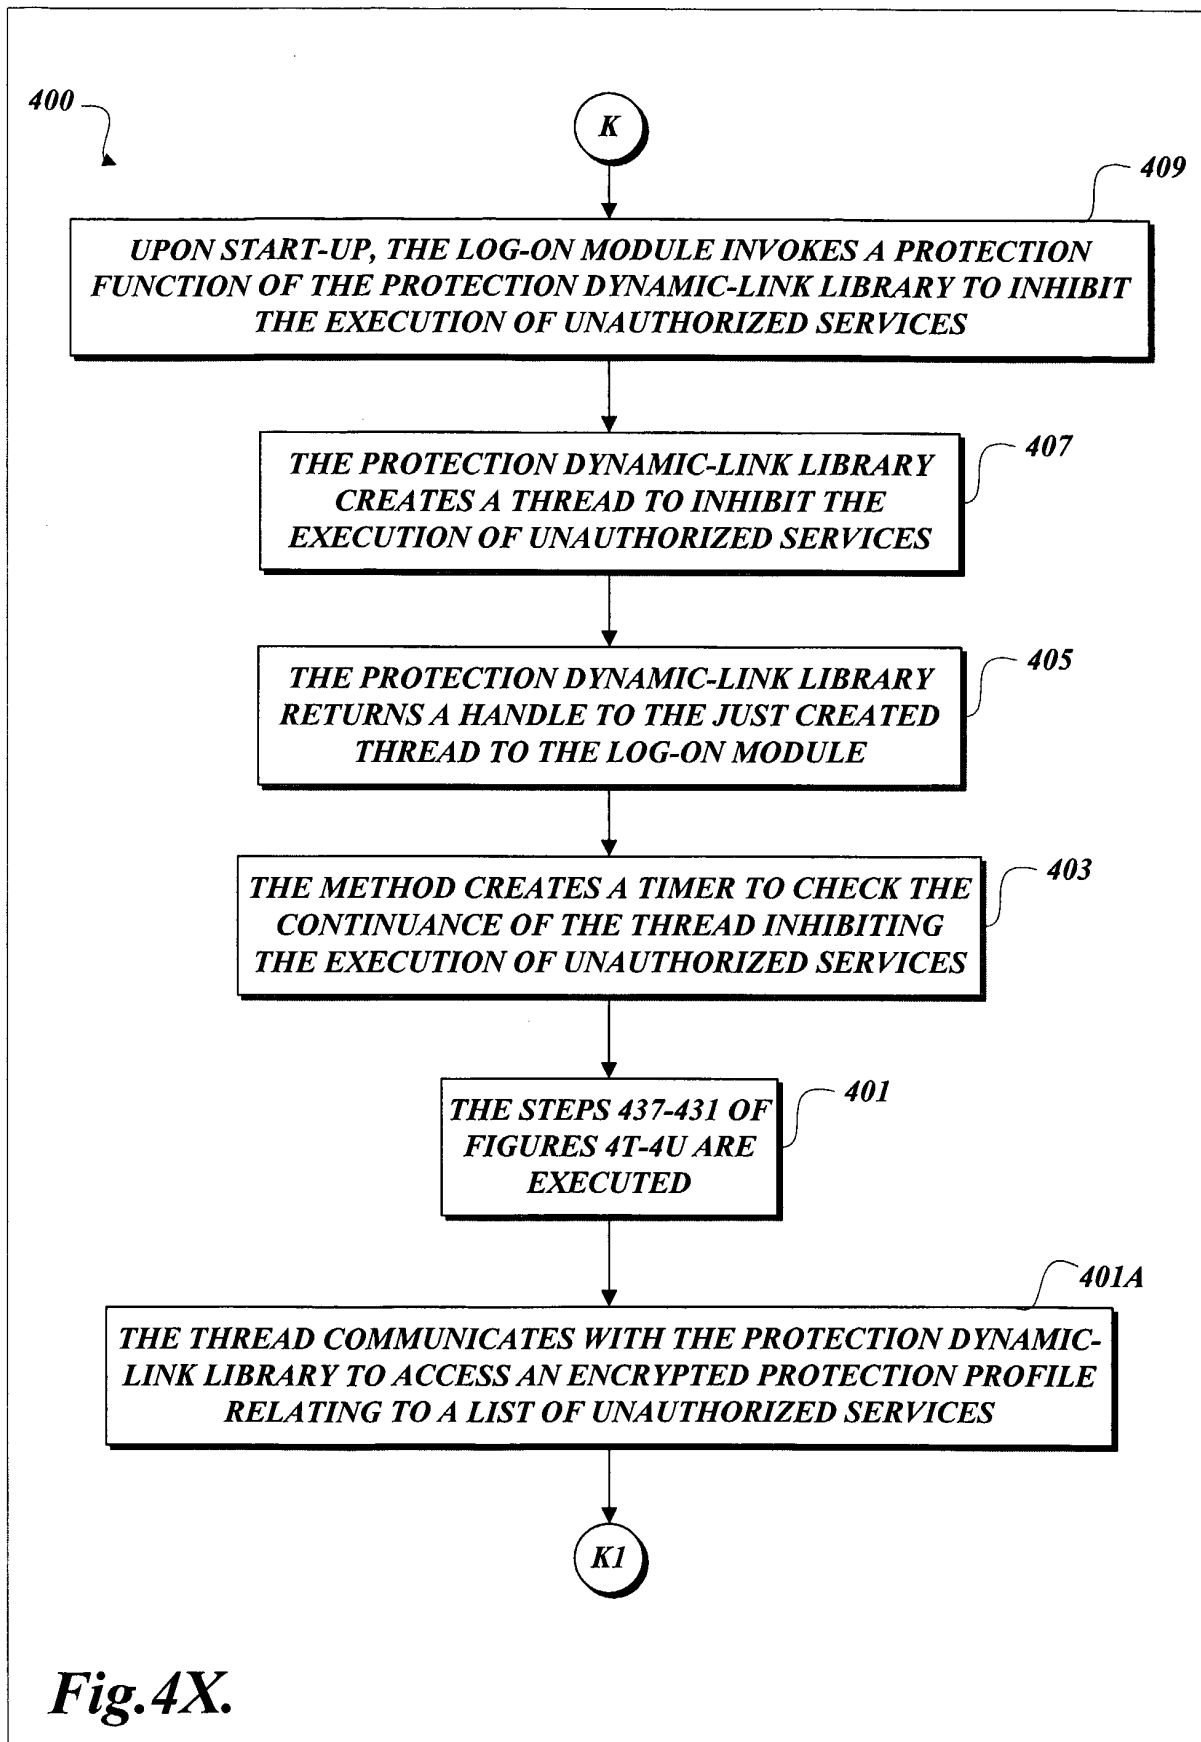 400
K
409
UPON START-UP, THE LOG-ON MODULE INVOKES A PROTECTION
FUNCTION OF THE PROTECTION DYNAMIC-LINK LIBRARY TO INHIBIT
THE EXECUTION OF UNAUTHORIZED SERVICES
407
THE PROTECTION DYNAMIC-LINK LIBRARY
CREATES A THREAD TO INHIBIT THE
EXECUTION OF UNAUTHORIZED SERVICES
405
THE PROTECTION DYNAMIC-LINK LIBRARY
RETURNS A HANDLE TO THE JUST CREATED
THREAD TO THE LOG-ON MODULE
403
THE METHOD CREATES A TIMER TO CHECK THE
CONTINUANCE OF THE THREAD INHIBITING
THE EXECUTION OF UNAUTHORIZED SERVICES
401
THE STEPS 437-431 OF
FIGURES 4T-4U ARE
EXECUTED
401A
THE THREAD COMMUNICATES WITH THE PROTECTION DYNAMIC-
LINK LIBRARY TO ACCESS AN ENCRYPTED PROTECTION PROFILE
RELATING TO A LIST OF UNAUTHORIZED SERVICES
K1
Fig.4X.